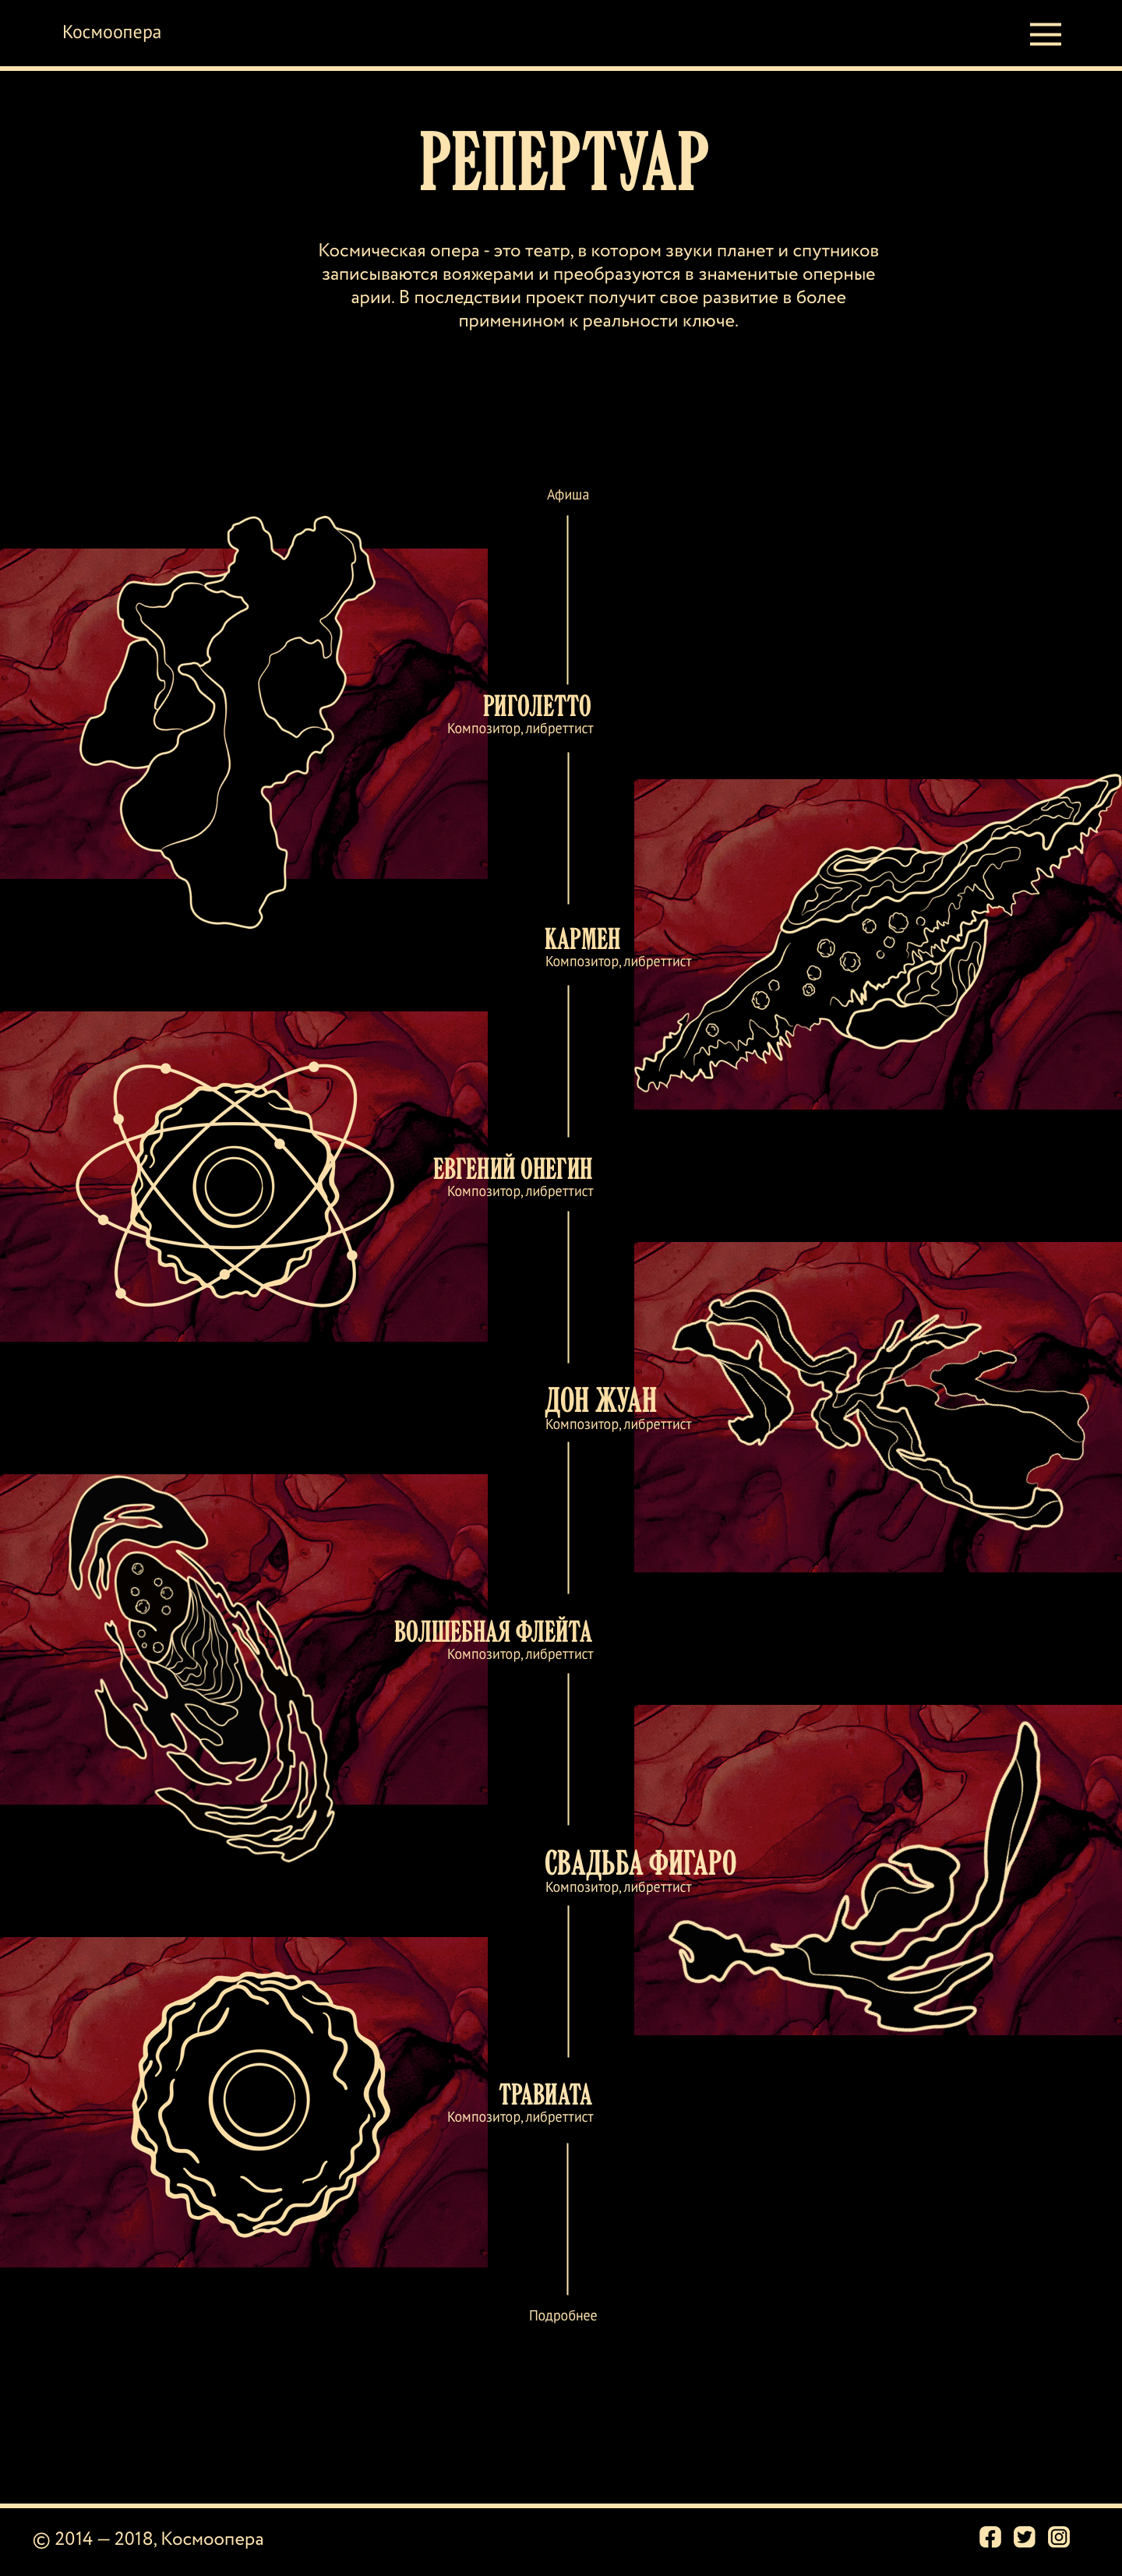 Космоопера
РЕПЕРТУАР
Космическая опера - это театр, в котором звуки планет и спутников
записываются вояжерами и преобразуются в знаменитые оперные
арии. В последствии проект получит свое развитие в более
применином к реальности ключе.
Афиша
РИГОЛЕТТО
Композитор, либреттист
КАРМЕН
Композитор, либреттист
ЕВГЕНИЙ ОНЕГИН
Композитор, либреттист
ДОН ЖУАН
Композитор, либреттист
ВОЛШЕБНАЯ ФЛЕЙТА
Композитор, либреттист
СВАДЬБА ФИГАРО
Композитор, либреттист
ТРАВИАТА
Композитор, либреттист
Подробнее
© 2014 — 2018, Космоопера